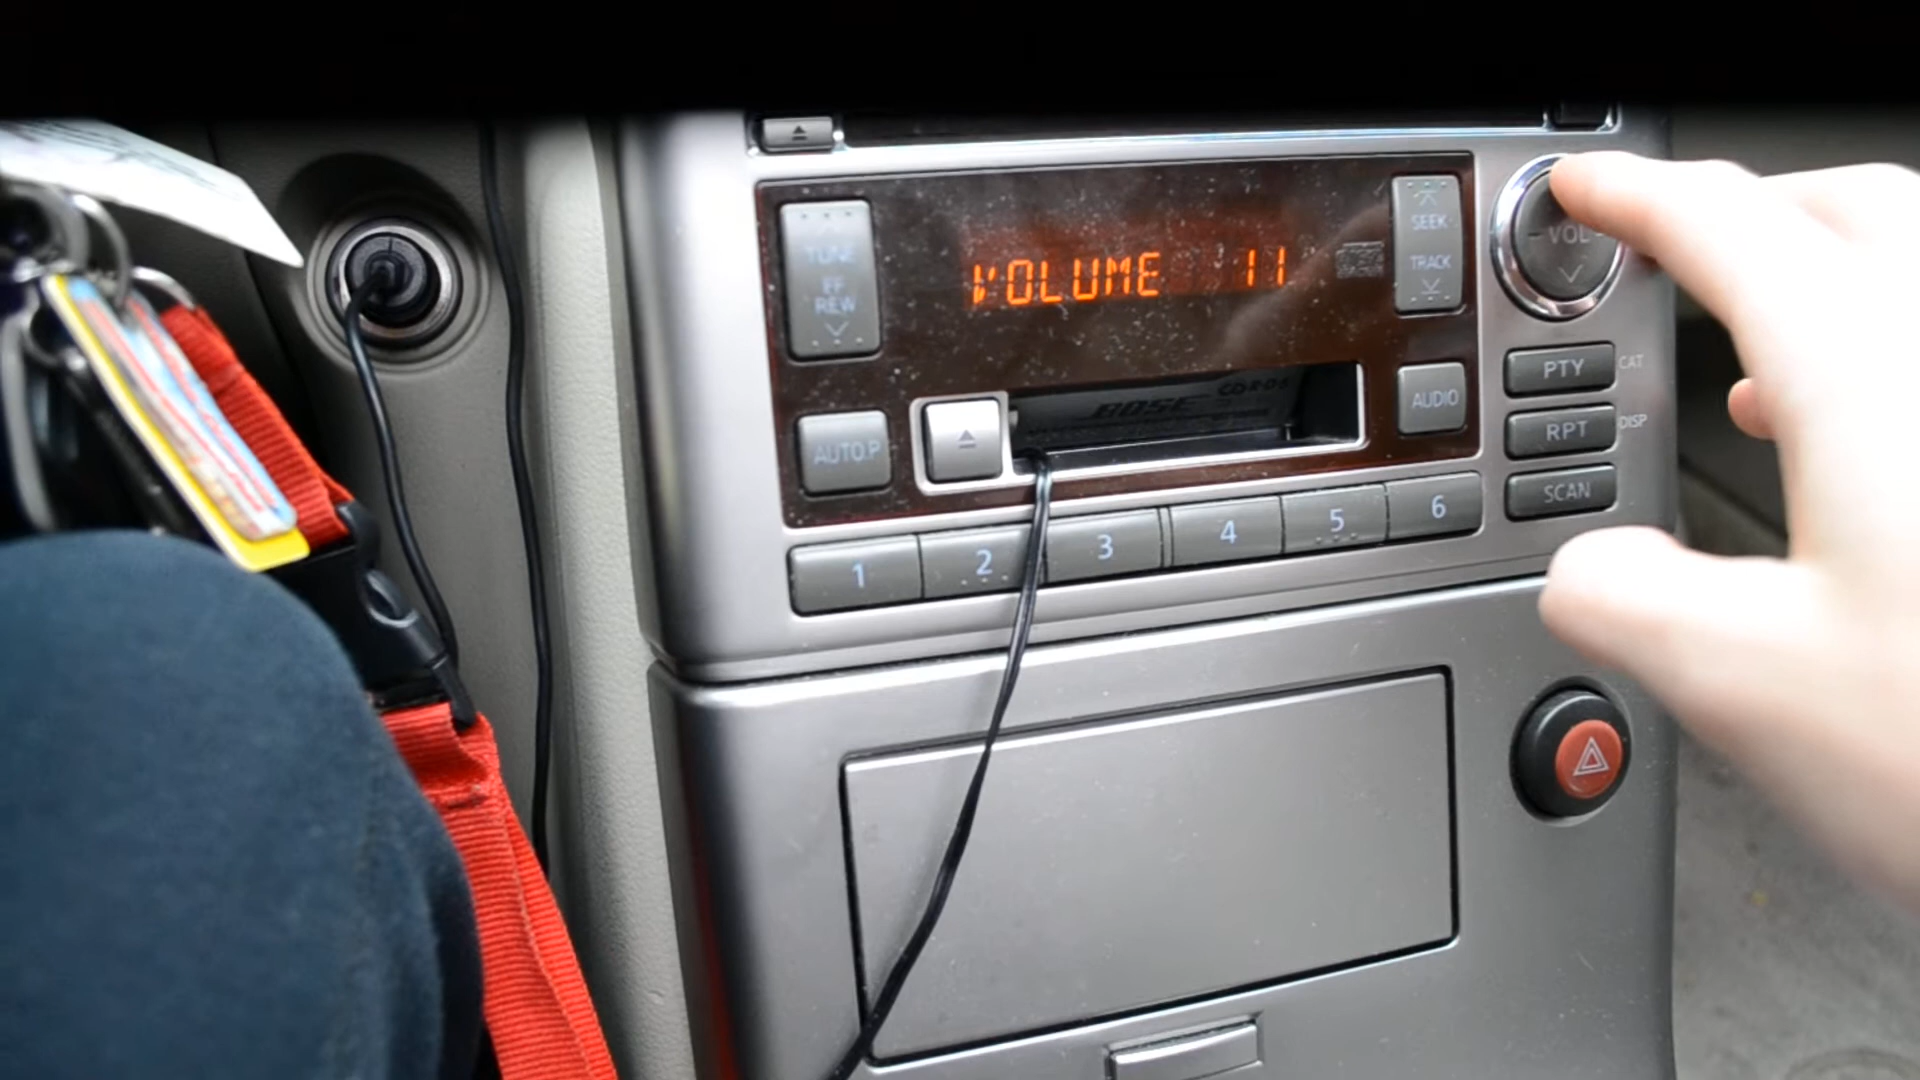 TUNE
FF
REW
VOLUME 11
SEEK
TRACK
VOL
BOSE
AUTO.P
AUDIO
PTY CAT
RPT DISP
SCAN
1 2 3 4 5 6